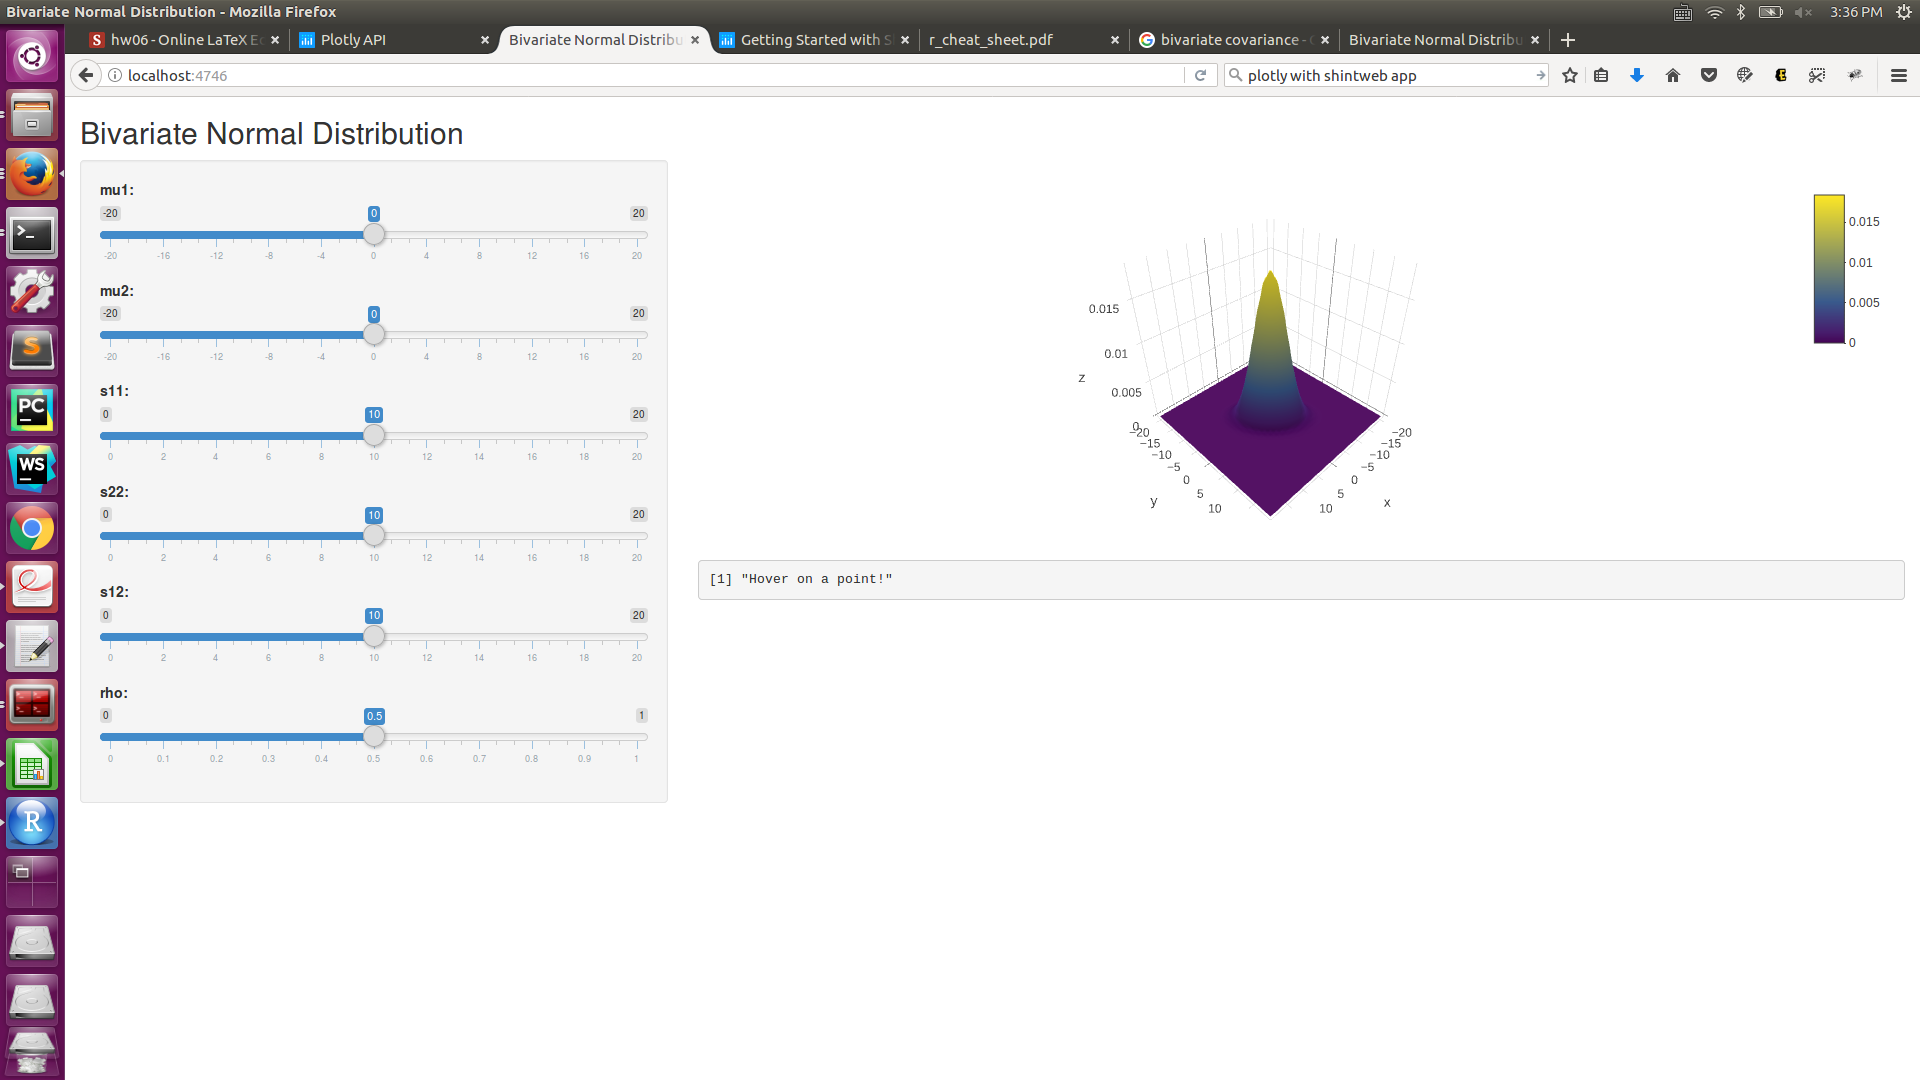 Bivariate Normal Distribution - Mozilla Firefox
3:36 PM
hw06 - Online LaTeX E
Plotly API
Bivariate Normal Distribu
Getting Started with S
r_cheat_sheet.pdf
bivariate covariance -
Bivariate Normal Distribu
localhost:4746
plotly with shintweb app
Bivariate Normal Distribution
mu1:
-20 0 20
-20 -16 -12 -8 -4 0 4 8 12 16 20
mu2:
-20 0 20
-20 -16 -12 -8 -4 0 4 8 12 16 20
s11:
0 10 20
0 2 4 6 8 10 12 14 16 18 20
s22:
0 10 20
0 2 4 6 8 10 12 14 16 18 20
s12:
0 10 20
0 2 4 6 8 10 12 14 16 18 20
rho:
0 0.5 1
0 0.1 0.2 0.3 0.4 0.5 0.6 0.7 0.8 0.9 1
0.015
0.01
0.005
0
z
−20
−15
−10
−5
0
5
10
y
−20
−15
−10
−5
0
5
10
x
0.015
0.01
0.005
0
[1] "Hover on a point!"
S
PC
WS
R